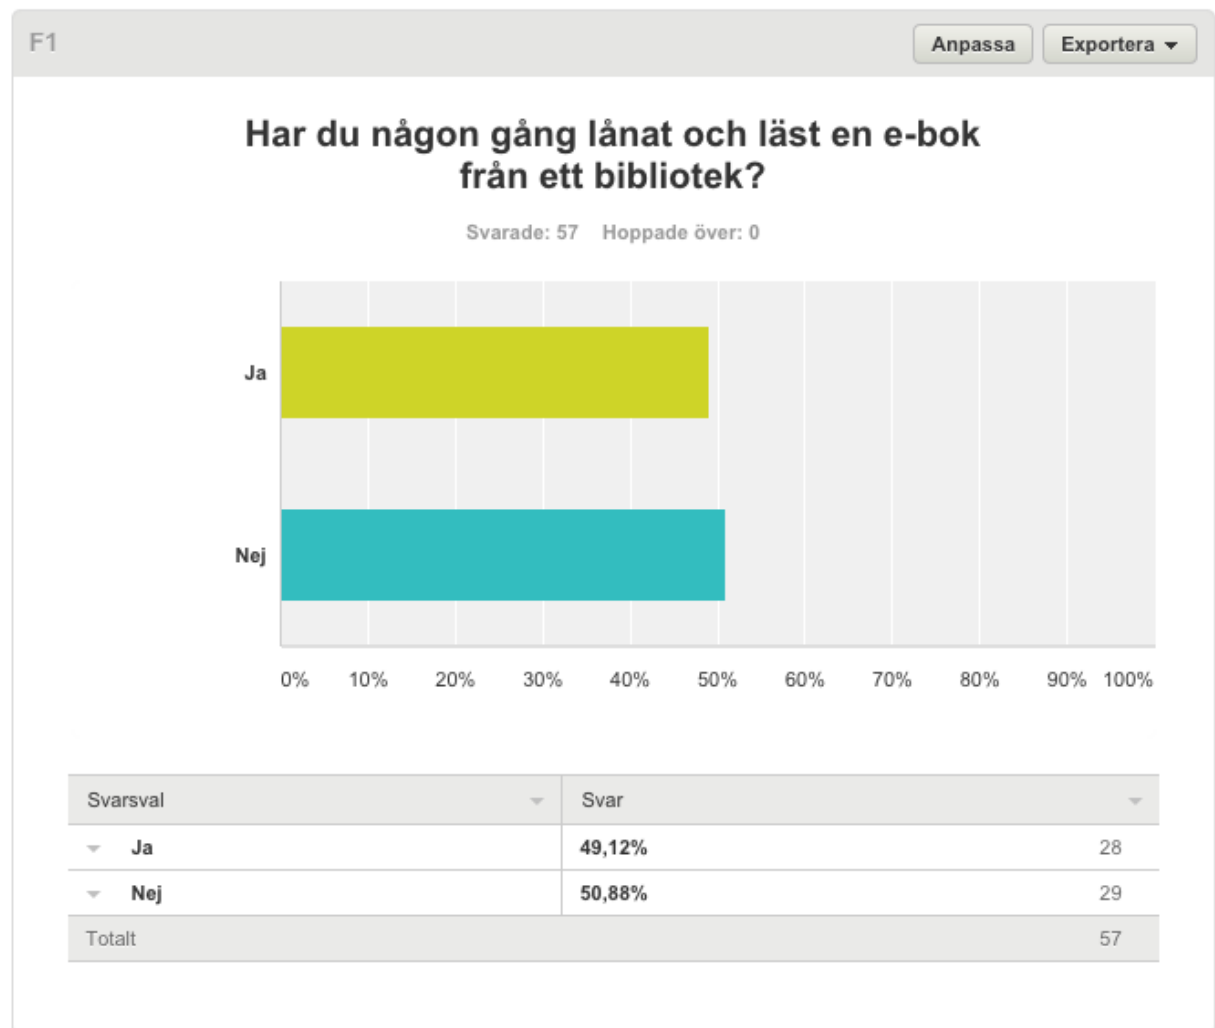 F1
Anpassa
Exportera
Har du någon gång lånat och läst en e-bok
från ett bibliotek?
Svarade: 57 Hoppade över: 0
Ja
Nej
0% 10% 20% 30% 40% 50% 60% 70% 80% 90% 100%
Svarsval Svar
Ja 49,12% 28
Nej 50,88% 29
Totalt 57